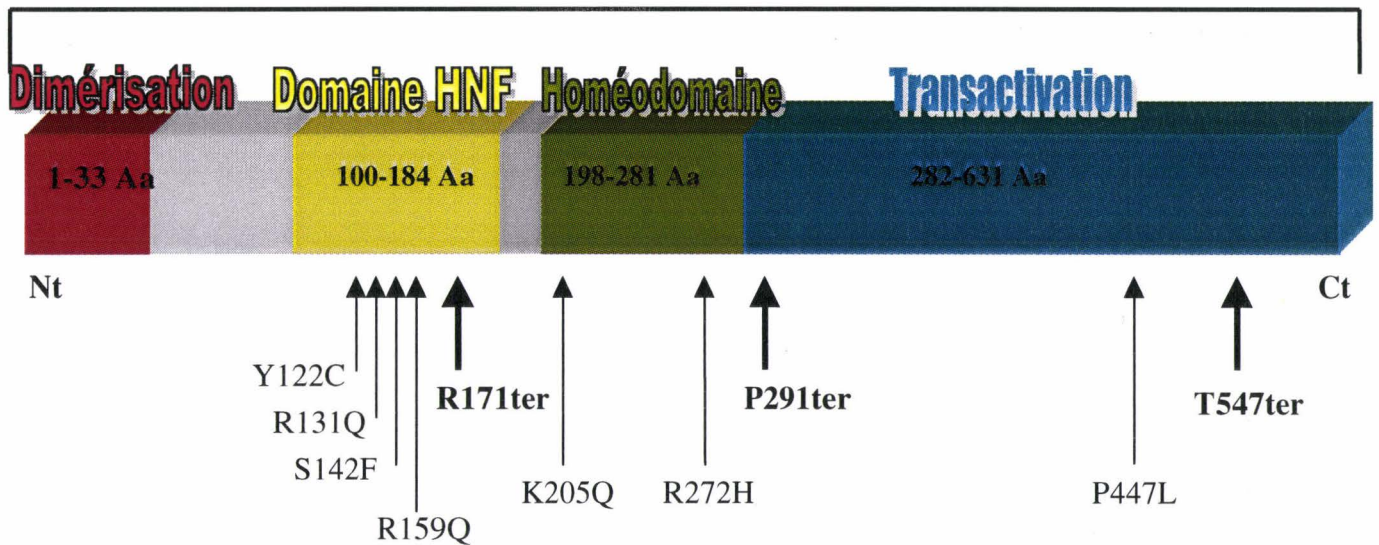 Dimérisation Domaine HNF Homéodomaine Transactivation
1-33 Aa 100-184 Aa 198-281 Aa 282-631 Aa
Nt Ct
Y122C R171ter P291ter T547ter
R131Q
S142F K205Q R272H P447L
R159Q